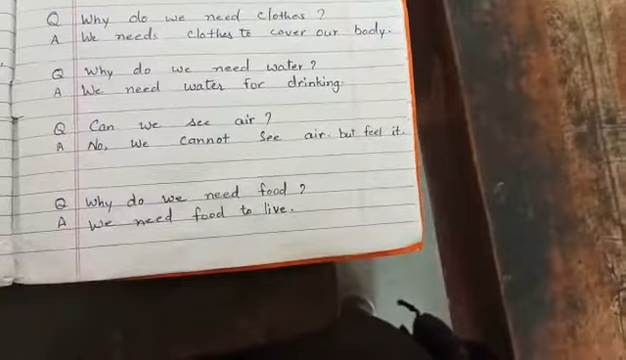 Q Why do we need clothes ?
A We needs clothes to cover our body.
Q Why do we need water ?
A We need water for drinking.
Q Can we see air ?
A No, We cannot See air. but feel it.
Q Why do we need food ?
A We need food to live.